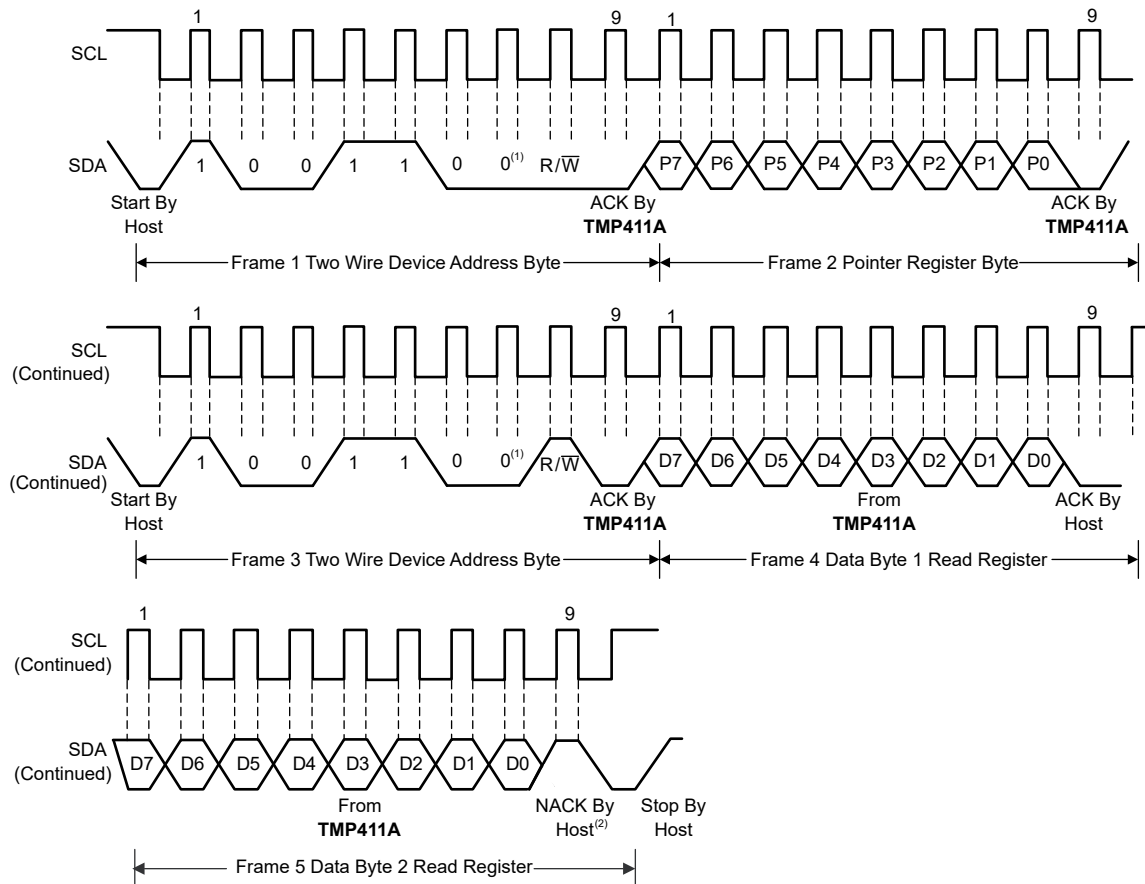 1 9 1 9
SCL
SDA 1 0 0 1 1 0 0(1) R/W̅ P7 P6 P5 P4 P3 P2 P1 P0
Start By ACK By ACK By
Host TMP411A TMP411A
Frame 1 Two Wire Device Address Byte Frame 2 Pointer Register Byte
1 9 1 9
SCL
(Continued)
SDA 1 0 0 1 1 0 0(1) R/W̅ D7 D6 D5 D4 D3 D2 D1 D0
(Continued)
Start By ACK By From ACK By
Host TMP411A TMP411A Host
Frame 3 Two Wire Device Address Byte Frame 4 Data Byte 1 Read Register
1 9
SCL
(Continued)
SDA D7 D6 D5 D4 D3 D2 D1 D0
(Continued)
From NACK By Stop By
TMP411A Host(2) Host
Frame 5 Data Byte 2 Read Register